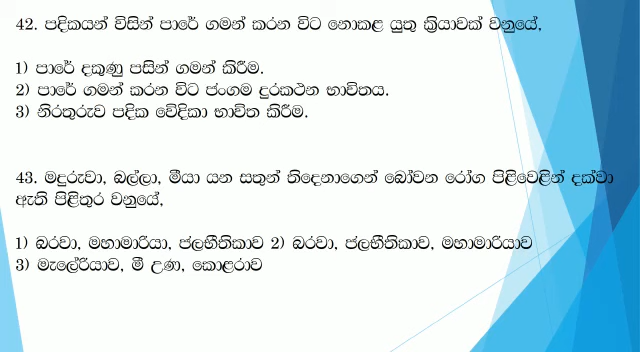 42. පදිකයන් විසින් පාරේ ගමන් කරන විට නොකළ යුතු ක්‍රියාවක් වනුයේ,
1) පාරේ දකුණු පසින් ගමන් කිරීම.
2) පාරේ ගමන් කරන විට ජංගම දුරකථන භාවිතය.
3) නිරතුරුව පදික වේදිකා භාවිත කිරීම.
43. මදුරුවා, බල්ලා, මීයා යන සතුන් තිදෙනාගෙන් බෝවන රෝග පිළිවෙළින් දක්වා
ඇති පිළිතුර වනුයේ,
1) බරවා, මහාමාරියා, ජලභීතිකාව 2) බරවා, ජලභීතිකාව, මහාමාරියාව
3) මැලේරියාව, මී උණ, කොළරාව